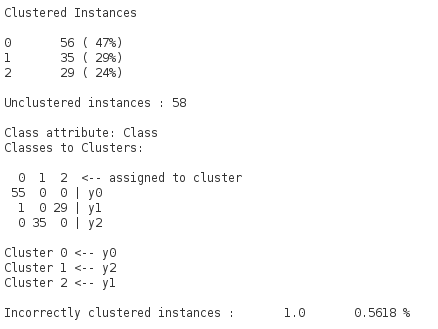 Clustered Instances
0 56 ( 47%)
1 35 ( 29%)
2 29 ( 24%)
Unclustered instances : 58
Class attribute: Class
Classes to Clusters:
0 1 2 <-- assigned to cluster
55 0 0 | y0
1 0 29 | y1
0 35 0 | y2
Cluster 0 <-- y0
Cluster 1 <-- y2
Cluster 2 <-- y1
Incorrectly clustered instances : 1.0 0.5618 %